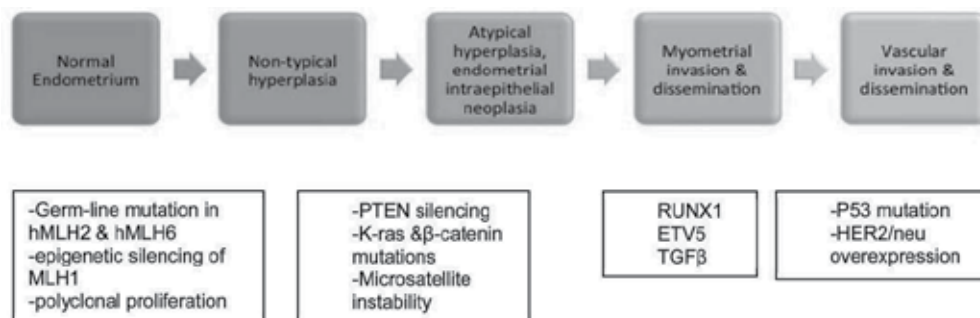 Normal
Endometrium
Non-typical
hyperplasia
Atypical
hyperplasia,
endometrial
intraepithelial
neoplasia
Myometrial
invasion &
dissemination
Vascular
invasion &
dissemination
-Germ-line mutation in
hMLH2 & hMLH6
-epigenetic silencing of
MLH1
-polyclonal proliferation
-PTEN silencing
-K-ras &β-catenin
mutations
-Microsatellite
instability
RUNX1
ETV5
TGFβ
-P53 mutation
-HER2/neu
overexpression